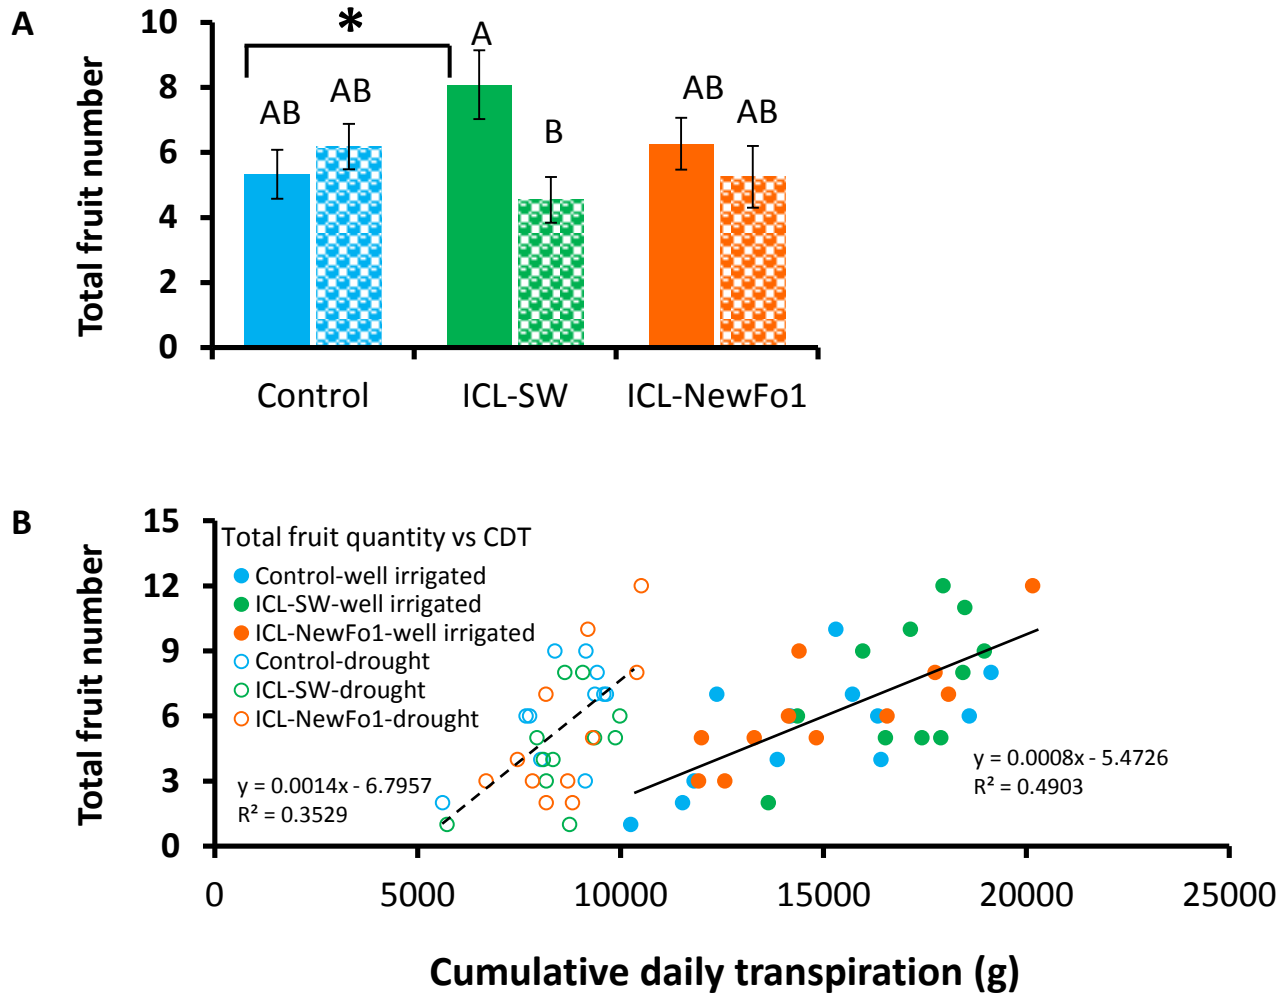 A
Total fruit number
10
8
6
4
2
0
*
AB
AB
A
B
AB
AB
Control
ICL-SW
ICL-NewFo1
B
Total fruit number
15
12
9
6
3
0
Total fruit quantity vs CDT
Control-well irrigated
ICL-SW-well irrigated
ICL-NewFo1-well irrigated
Control-drought
ICL-SW-drought
ICL-NewFo1-drought
y = 0.0014x - 6.7957
R² = 0.3529
y = 0.0008x - 5.4726
R² = 0.4903
0
5000
10000
15000
20000
25000
Cumulative daily transpiration (g)